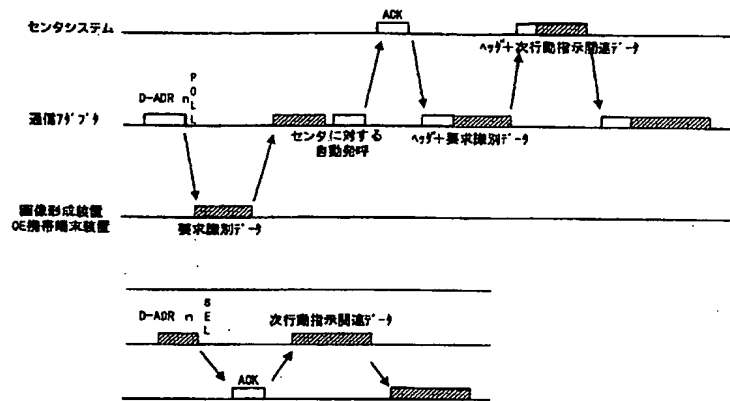 センタシステム
ACK
ヘッダ+次行動指示関連データ
D-ADR n POLL
通信アダプタ
センタに対する
自動発呼
ヘッダ+要求識別データ
画像形成装置
OE携帯端末装置
要求識別データ
D-ADR n SEL
次行動指示関連データ
ACK